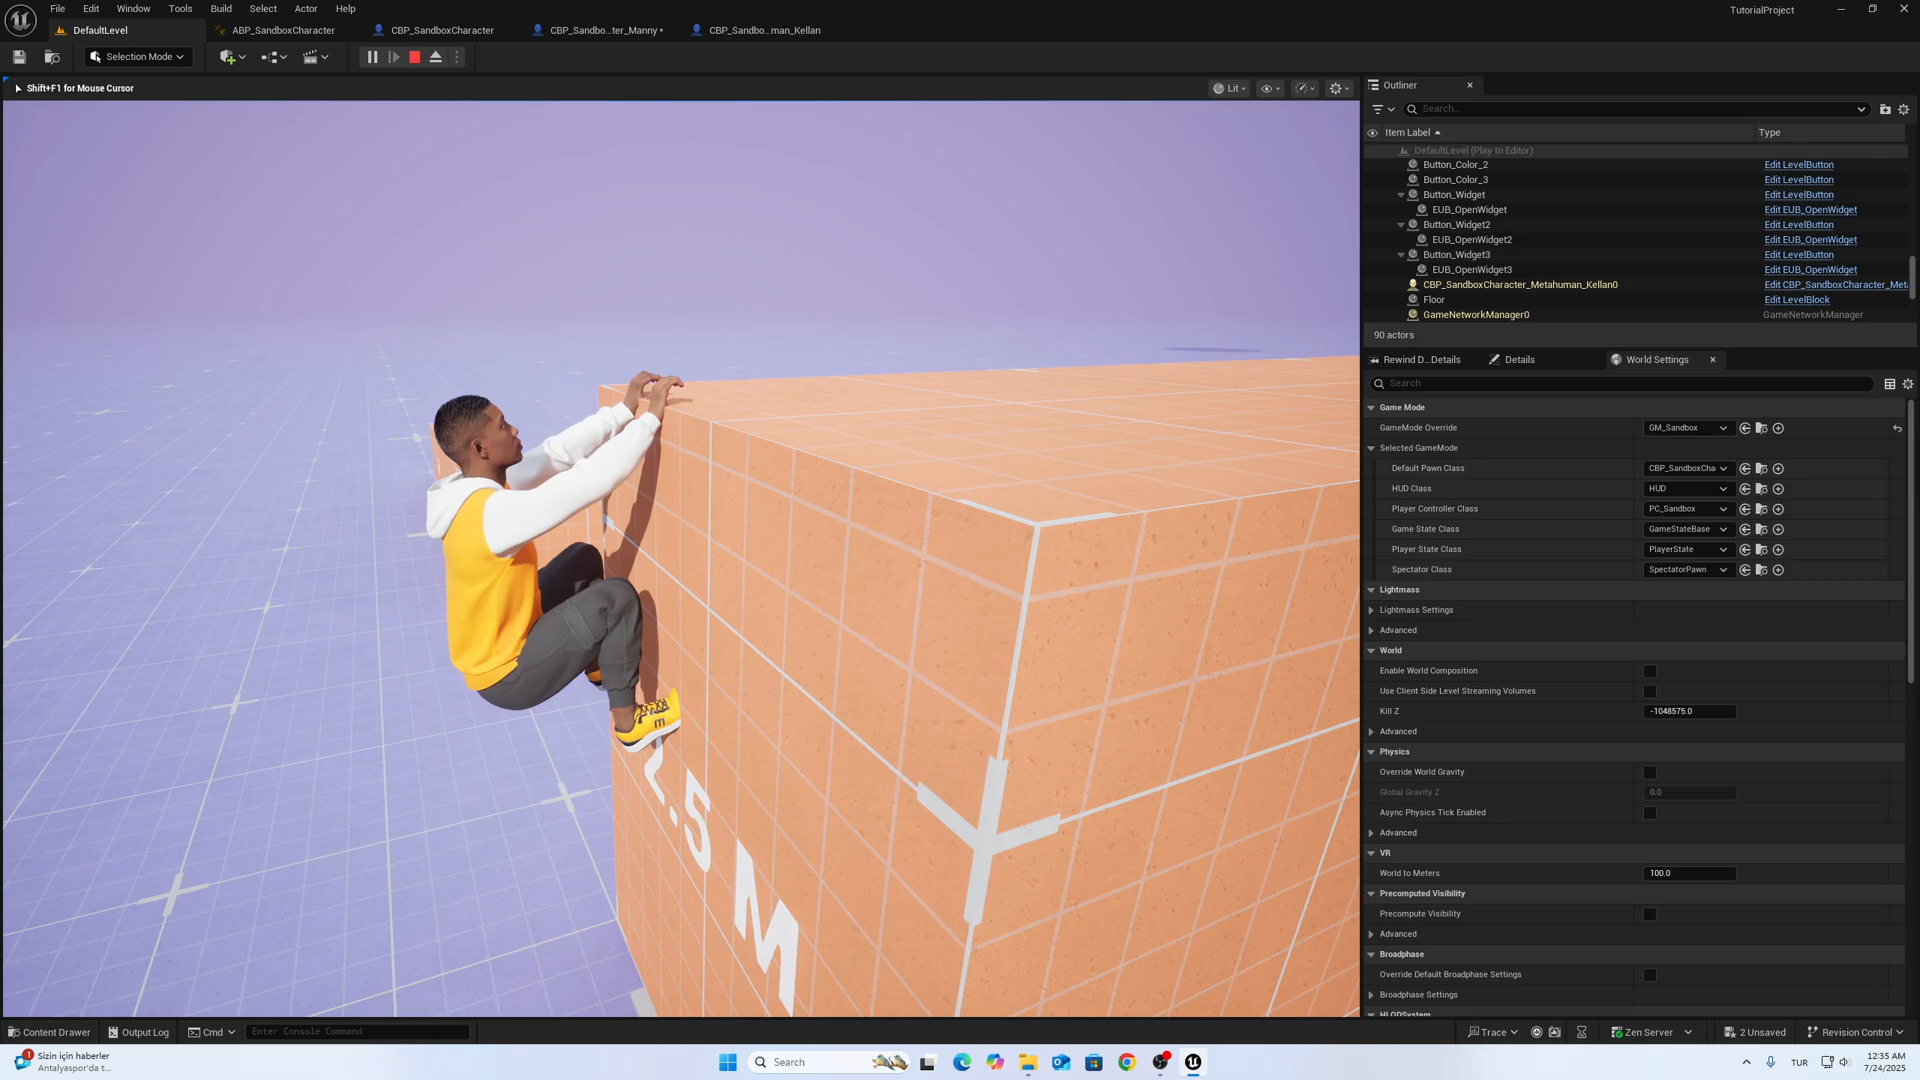 File Edit Window Tools Build Select Actor Help
TutorialProject
DefaultLevel
ABP_SandboxCharacter
CBP_SandboxCharacter
CBP_Sandbo...ter_Manny •
CBP_Sandbo...man_Kellan
Selection Mode
Shift+F1 for Mouse Cursor
Lit
Outliner
Search...
Item Label
Type
DefaultLevel (Play In Editor)
Button_Color_2 Edit LevelButton
Button_Color_3 Edit LevelButton
Button_Widget Edit LevelButton
EUB_OpenWidget Edit EUB_OpenWidget
Button_Widget2 Edit LevelButton
EUB_OpenWidget2 Edit EUB_OpenWidget
Button_Widget3 Edit LevelButton
EUB_OpenWidget3 Edit EUB_OpenWidget
CBP_SandboxCharacter_Metahuman_Kellan0 Edit CBP_SandboxCharacter_Met
Floor Edit LevelBlock
GameNetworkManager0 GameNetworkManager
90 actors
Rewind D...Details
Details
World Settings
Search
Game Mode
GameMode Override GM_Sandbox
Selected GameMode
Default Pawn Class CBP_SandboxCha
HUD Class HUD
Player Controller Class PC_Sandbox
Game State Class GameStateBase
Player State Class PlayerState
Spectator Class SpectatorPawn
Lightmass
Lightmass Settings
Advanced
World
Enable World Composition
Use Client Side Level Streaming Volumes
Kill Z -1048575.0
Advanced
Physics
Override World Gravity
Global Gravity Z 0.0
Async Physics Tick Enabled
Advanced
VR
World to Meters 100.0
Precomputed Visibility
Precompute Visibility
Advanced
Broadphase
Override Default Broadphase Settings
Broadphase Settings
HLODSystem
2.5 M
Content Drawer
Output Log
Cmd
Enter Console Command
Trace
Zen Server
2 Unsaved
Revision Control
1
Sizin için haberler
Antalyaspor'da t...
Search
TUR
12:35 AM
7/24/2025